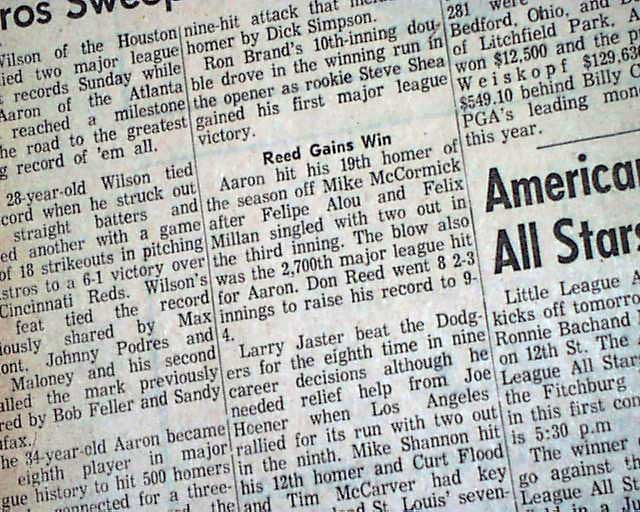 ros Sweep
Wilson of the Houston
ied two major league
records Sunday while
Aaron of the Atlanta
reached a milestone
he road to the greatest
g record of 'em all.
28-year-old Wilson tied
cord when he struck out
straight batters and
ed another with a game
of 18 strikeouts in pitching
stros to a 6-1 victory over
Cincinnati Reds. Wilson's
feat tied the record
iously shared by Max
ont. Johnny Podres and
Maloney and his second
alled the mark previously
red by Bob Feller and Sandy
ufax.
he 34-year-old Aaron became
eighth player in major
gue history to hit 500 homers
connected for a three-
nine-hit attack that
homer by Dick Simpson.
Ron Brand's 10th-inning dou-
ble drove in the winning run in
the opener as rookie Steve Shea
gained his first major league
victory.
Reed Gains Win
Aaron hit his 19th homer of
the season off Mike McCormick
after Felipe Alou and Felix
Millan singled with two out in
the third inning. The blow also
was the 2,700th major league hit
for Aaron. Don Reed went 8 2-3
innings to raise his record to 9-
4.
Larry Jaster beat the Dodg-
ers for the eighth time in nine
career decisions although he
needed relief help from Joe
Hoener when Los Angeles
rallied for its run with two out
in the ninth. Mike Shannon hit
his 12th homer and Curt Flood
and Tim McCarver had key
St. Louis' seven-
281 were
Bedford, Ohio, and
of Litchfield Park, A
won $12,500 and the
Weiskopf $129,63
$549.10 behind Billy C
PGA's leading mon
this year.
America
All Star
Little League A
kicks off tomorro
Ronnie Bachand
on 12th St. The
League All Star
the Fitchburg
in this first con
is 5:30 p.m
The winner
go against th
League All St